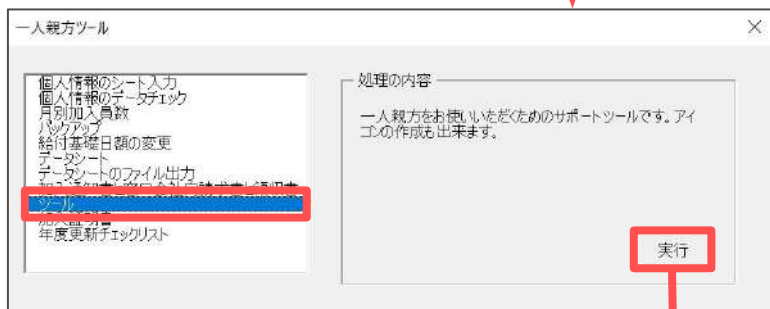 一人親方ツール
個人情報のシート入力
個人情報のデータチェック
月別加入員数
バックアップ
給付基礎日額の変更
データシート
データシートのファイル出力
ツール
年度更新チェックリスト
処理の内容
一人親方をお使いいただくためのサポートツールです。アイ
コンの作成も出来ます。
実行